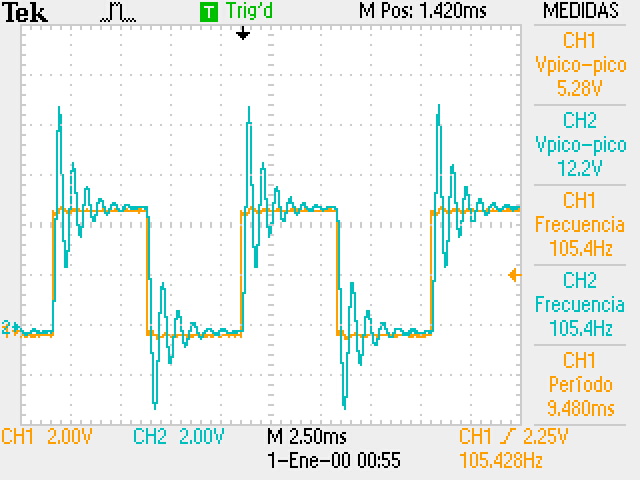 Tek T Trig'd M Pos: 1.420ms MEDIDAS
CH1
Vpico-pico
5.28V
CH2
Vpico-pico
12.2V
CH1
Frecuencia
105.4Hz
CH2
Frecuencia
105.4Hz
CH1
Período
9.480ms
2
CH1 2.00V CH2 2.00V M 2.50ms CH1 2.25V
1-Ene-00 00:55 105.428Hz